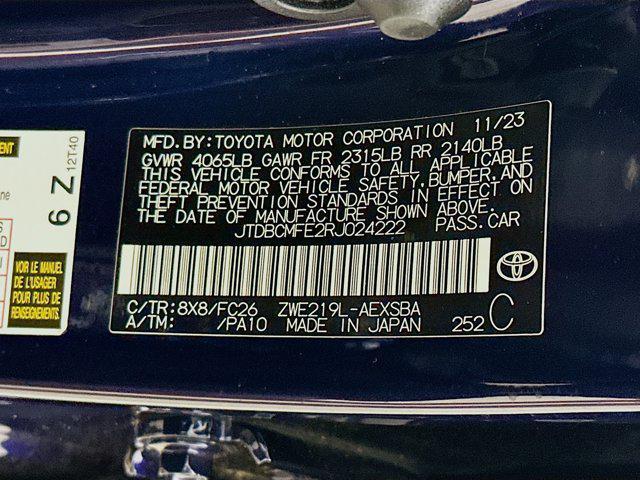 MFD. BY: TOYOTA MOTOR CORPORATION 11/23
GVWR 4065LB GAWR FR 2315LB RR 2140LB
THIS VEHICLE CONFORMS TO ALL APPLICABLE
FEDERAL MOTOR VEHICLE SAFETY, BUMPER, AND
THEFT PREVENTION STANDARDS IN EFFECT ON
THE DATE OF MANUFACTURE SHOWN ABOVE.
JTDBCMFE2RJ024222 PASS. CAR
C/TR: 8X8/FC26 ZWE219L-AEXSBA
A/TM: /PA10 MADE IN JAPAN 252 C
6 Z 12T40
VOIR LE MANUEL
DE L'USAGER
POUR PLUS DE
RENSEIGNEMENTS.